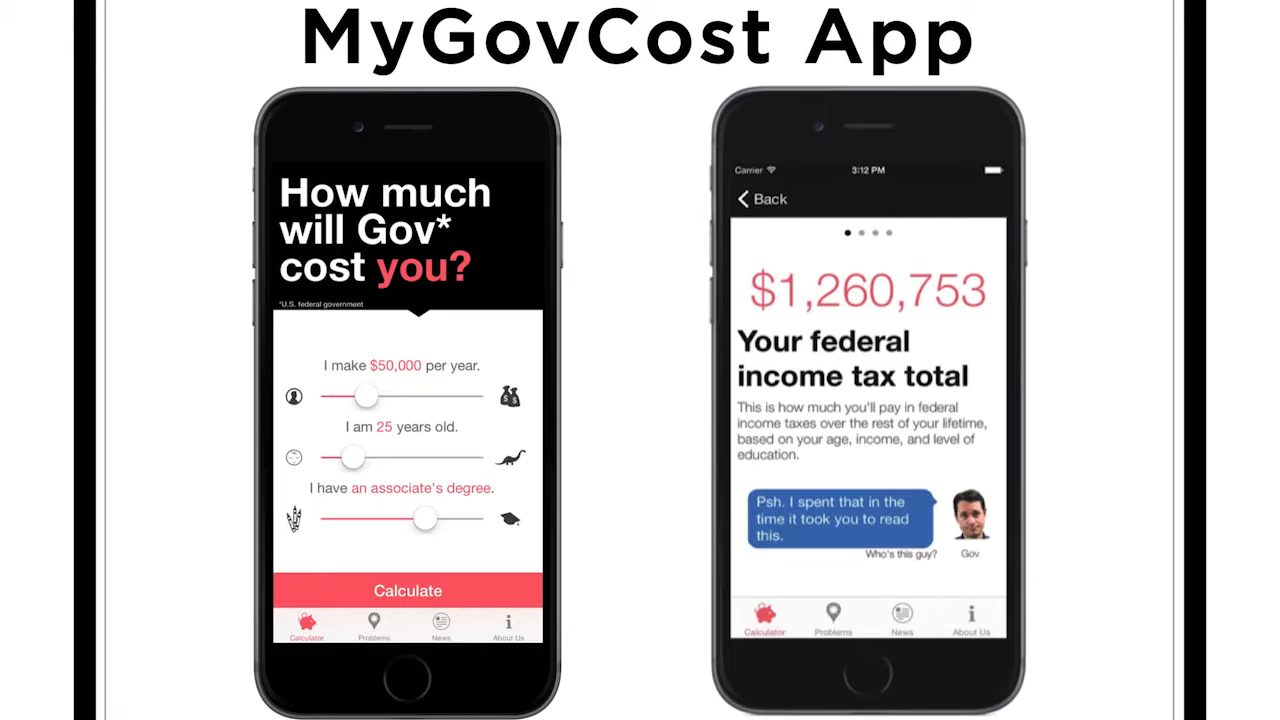 MyGovCost App
How much
will Gov*
cost you?
*U.S. federal government
I make $50,000 per year.
I am 25 years old.
I have an associate's degree.
Calculate
Calculator Problems News About Us
Carrier 3:12 PM
Back
$1,260,753
Your federal
income tax total
This is how much you'll pay in federal
income taxes over the rest of your lifetime,
based on your age, income, and level of
education.
Psh. I spent that in the
time it took you to read
this.
Who's this guy? Gov
Calculator Problems News About Us